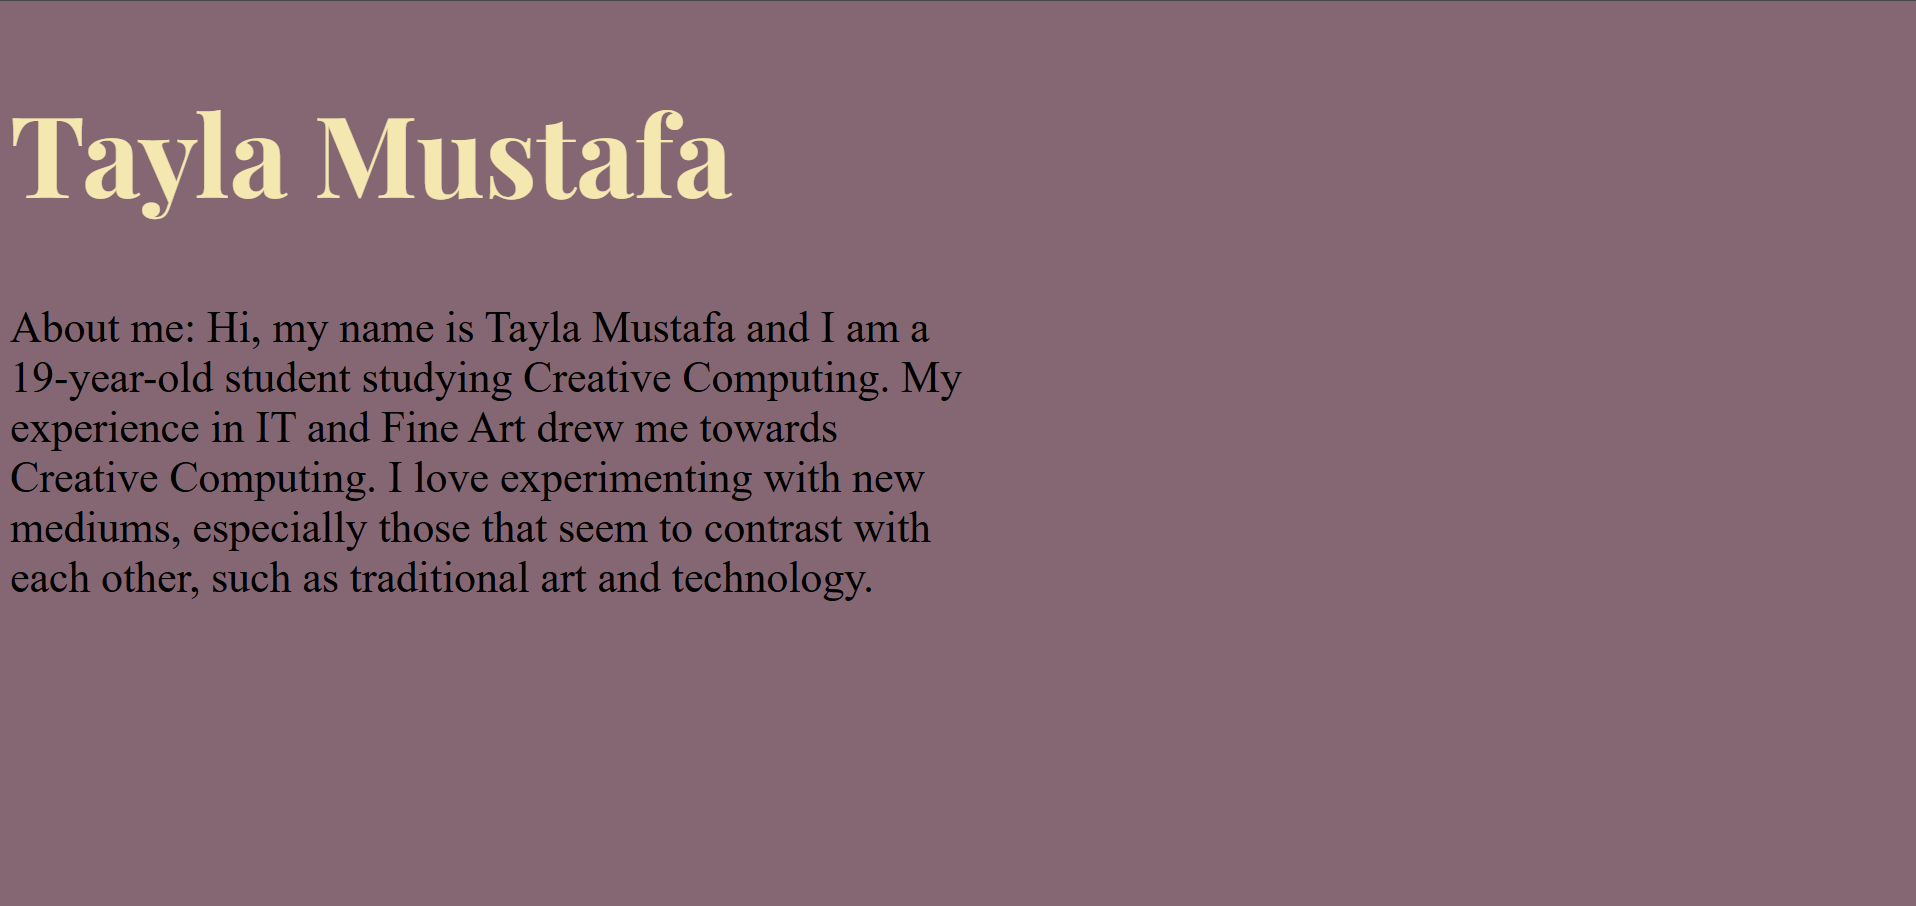 Tayla Mustafa
About me: Hi, my name is Tayla Mustafa and I am a
19-year-old student studying Creative Computing. My
experience in IT and Fine Art drew me towards
Creative Computing. I love experimenting with new
mediums, especially those that seem to contrast with
each other, such as traditional art and technology.